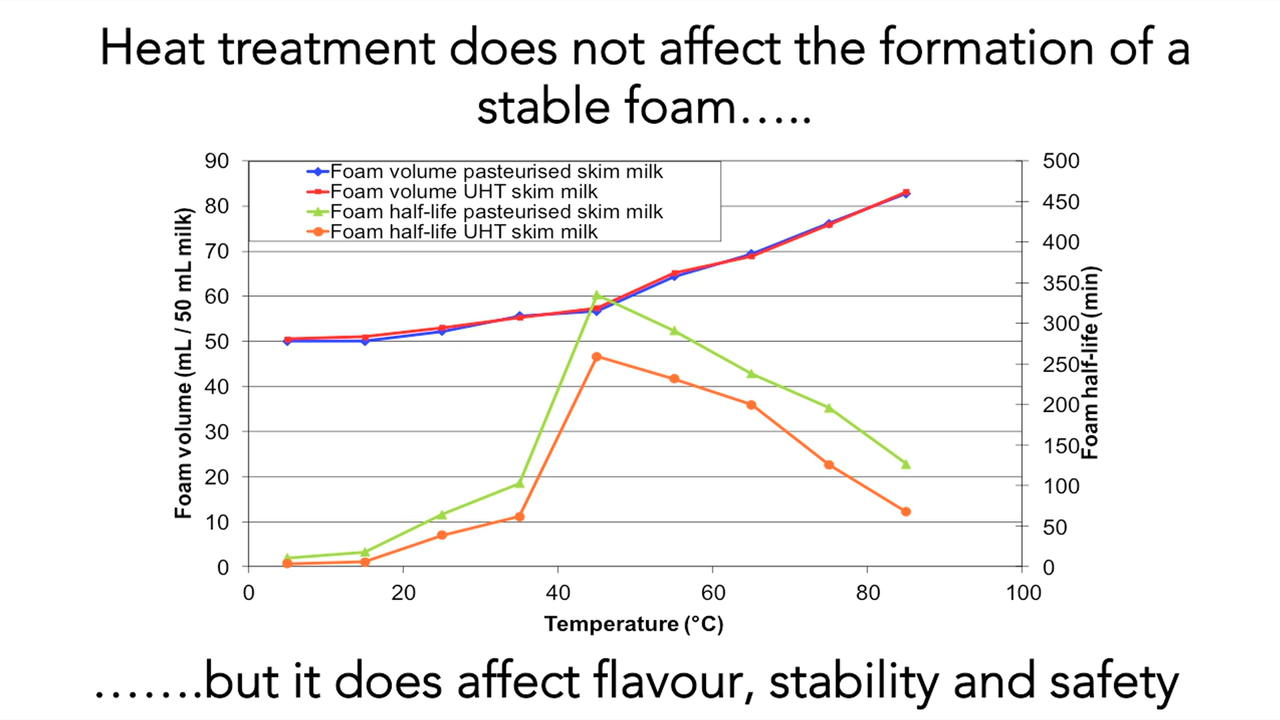 Heat treatment does not affect the formation of a
stable foam.....
Foam volume pasteurised skim milk
Foam volume UHT skim milk
Foam half-life pasteurised skim milk
Foam half-life UHT skim milk
Foam volume (mL / 50 mL milk)
90
80
70
60
50
40
30
20
10
0
500
450
400
350
300
250
200
150
100
50
0
Foam half-life (min)
0 20 40 60 80 100
Temperature (°C)
.......but it does affect flavour, stability and safety